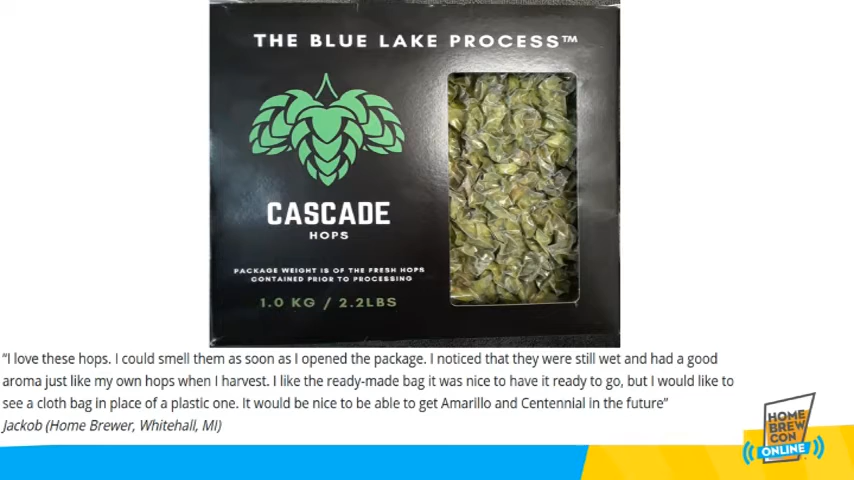 THE BLUE LAKE PROCESS™
CASCADE
HOPS
PACKAGE WEIGHT IS OF THE FRESH HOPS
CONTAINED PRIOR TO PROCESSING
1.0 KG / 2.2LBS
“I love these hops. I could smell them as soon as I opened the package. I noticed that they were still wet and had a good
aroma just like my own hops when I harvest. I like the ready-made bag it was nice to have it ready to go, but I would like to
see a cloth bag in place of a plastic one. It would be nice to be able to get Amarillo and Centennial in the future”
Jackob (Home Brewer, Whitehall, MI)
HOME
BREW
CON
ONLINE